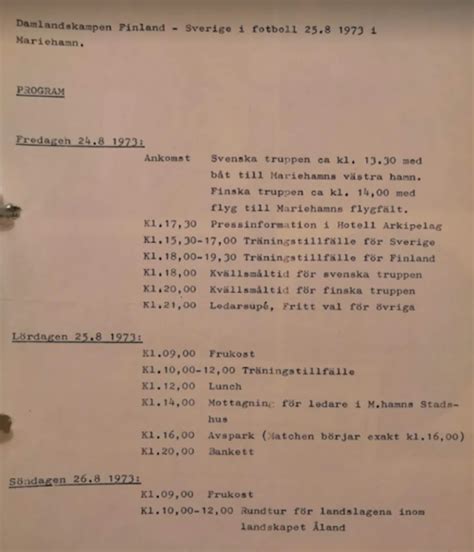 Damlandskampen Finland - Sverige i fotboll 25.8 1973 i
Mariehamn.
PROGRAM
Fredagen 24.8 1973:
Ankomst Svenska truppen ca kl. 13.30 med
båt till Mariehamns västra hamn.
Finska truppen ca kl. 14,00 med
flyg till Mariehamns flygfält.
Kl.17,30 Pressinformation i Hotell Arkipelag
Kl.15,30-17,00 Träningstillfälle för Sverige
Kl.18,00-19,30 Träningstillfälle för Finland
Kl.18,00 Kvällsmåltid för svenska truppen
Kl.20,00 Kvällsmåltid för finska truppen
Kl.21,00 Ledarsupé, Fritt val för övriga
Lördagen 25.8 1973:
Kl.09,00 Frukost
Kl.10,00-12,00 Träningstillfälle
Kl.12,00 Lunch
Kl.14,00 Mottagning för ledare i M.hamns Stads-
hus
Kl.16,00 Avspark (Matchen börjar exakt kl.16,00)
Kl.20,00 Bankett
Söndagen 26.8 1973:
Kl.09,00 Frukost
Kl.10,00-12,00 Rundtur för landslagena inom
landskapet Åland